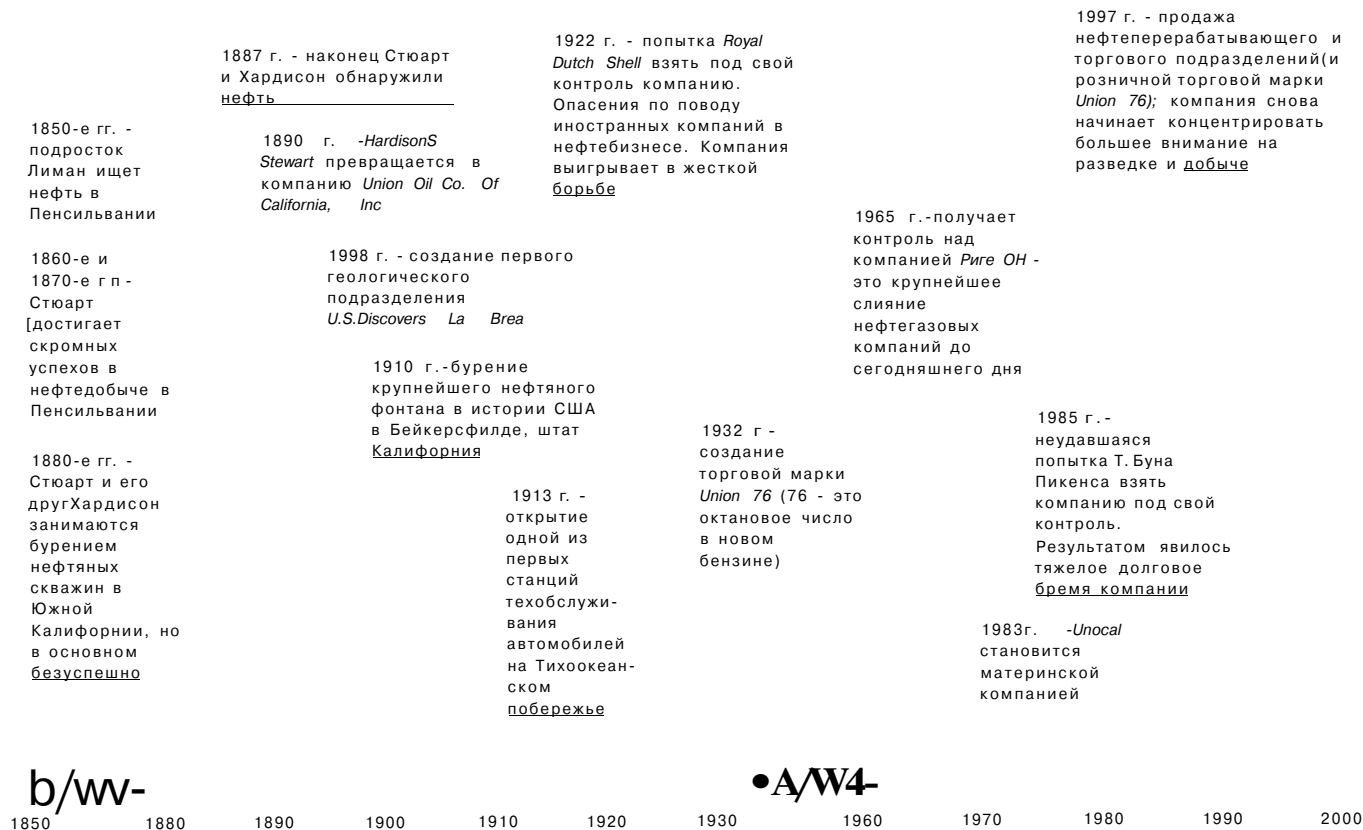 1850-е гг. -
подросток
Лиман ищет
нефть в
Пенсильвании
1860-е и
1870-е гп-
Стюарт
[достигает
скромных
успехов в
нефтедобыче в
Пенсильвании
1880-е гг. -
Стюарт и его
другХардисон
занимаются
бурением
нефтяных
скважин в
Южной
Калифорнии, но
в основном
безуспешно
1887 г. - наконец Стюарт
и Хардисон обнаружили
нефть
1890 г. -HardisonS
Stewart превращается в
компанию Union Oil Co. Of
California, Inc
1998 г. - создание первого
геологического
подразделения
U.S.Discovers La Brea
1910 г.-бурение
крупнейшего нефтяного
фонтана в истории США
в Бейкерсфилде, штат
Калифорния
1913 г. -
открытие
одной из
первых
станций
техобслужи-
вания
автомобилей
на Тихоокеан-
ском
побережье
1922 г. - попытка Royal
Dutch Shell взять под свой
контроль компанию.
Опасения по поводу
иностранных компаний в
нефтебизнесе. Компания
выигрывает в жесткой
борьбе
1932 г -
создание
торговой марки
Union 76 (76 - это
октановое число
в новом
бензине)
1965 г.-получает
контроль над
компанией Риге ОН -
это крупнейшее
слияние
нефтегазовых
компаний до
сегодняшнего дня
1997 г. - продажа
нефтеперерабатывающего и
торгового подразделений(и
розничной торговой марки
Union 76); компания снова
начинает концентрировать
большее внимание на
разведке и добыче
1985 г.-
неудавшаяся
попытка Т. Буна
Пикенса взять
компанию под свой
контроль.
Результатом явилось
тяжелое долговое
бремя компании
1983г. -Unocal
становится
материнской
компанией
b/wv-
•A/W4-
1850 1880 1890 1900 1910 1920 1930 1960 1970 1980 1990 2000